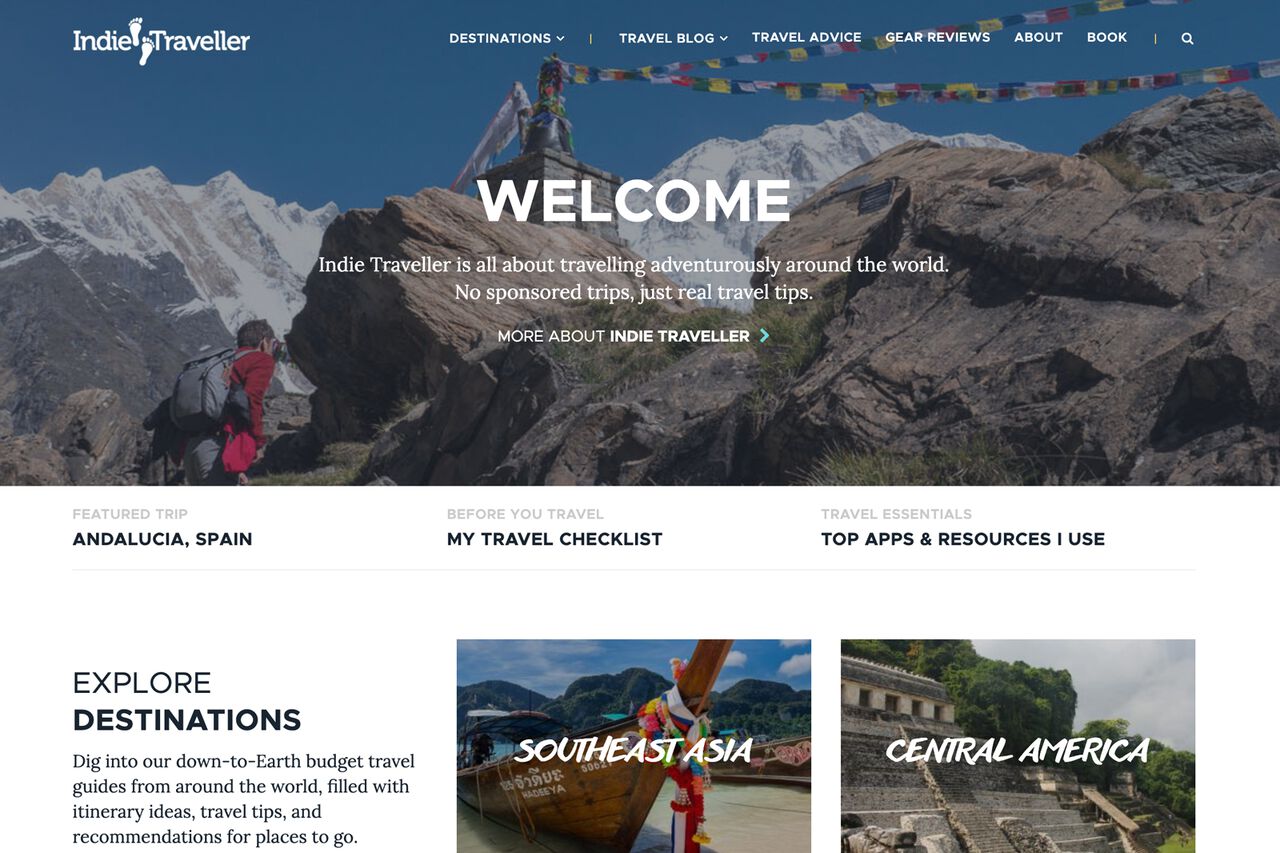 Indie Traveller
DESTINATIONS
TRAVEL BLOG
TRAVEL ADVICE
GEAR REVIEWS
ABOUT
BOOK
WELCOME
Indie Traveller is all about travelling adventurously around the world.
No sponsored trips, just real travel tips.
MORE ABOUT INDIE TRAVELLER
FEATURED TRIP
ANDALUCIA, SPAIN
BEFORE YOU TRAVEL
MY TRAVEL CHECKLIST
TRAVEL ESSENTIALS
TOP APPS & RESOURCES I USE
EXPLORE
DESTINATIONS
Dig into our down-to-Earth budget travel
guides from around the world, filled with
itinerary ideas, travel tips, and
recommendations for places to go.
SOUTHEAST ASIA
HADEEYA
CENTRAL AMERICA